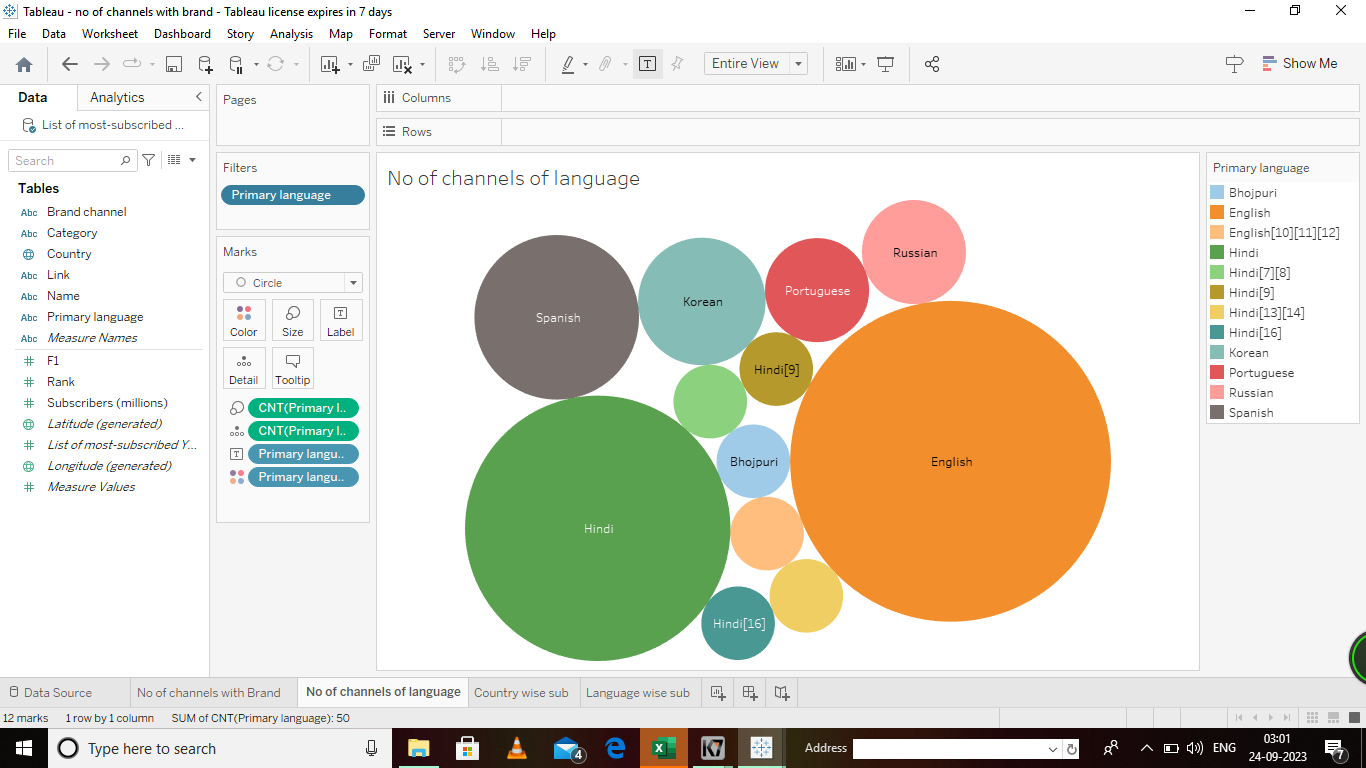 Tableau - no of channels with brand - Tableau license expires in 7 days
File Data Worksheet Dashboard Story Analysis Map Format Server Window Help
Entire View
Show Me
Data Analytics
List of most-subscribed ...
Search
Tables
Abc Brand channel
Abc Category
Country
Abc Link
Abc Name
Abc Primary language
Abc Measure Names
F1
Rank
Subscribers (millions)
Latitude (generated)
List of most-subscribed Y...
Longitude (generated)
Measure Values
Pages
Filters
Primary language
Marks
Circle
Color Size Label
Detail Tooltip
CNT(Primary l..
CNT(Primary l..
Primary langu..
Primary langu..
Columns
Rows
No of channels of language
Russian
Korean
Portuguese
Spanish
Hindi[9]
Bhojpuri
English
Hindi
Hindi[16]
Primary language
Bhojpuri
English
English[10][11][12]
Hindi
Hindi[7][8]
Hindi[9]
Hindi[13][14]
Hindi[16]
Korean
Portuguese
Russian
Spanish
Data Source No of channels with Brand No of channels of language Country wise sub Language wise sub
12 marks 1 row by 1 column SUM of CNT(Primary language): 50
Type here to search
4
Address
ENG
03:01
24-09-2023
7